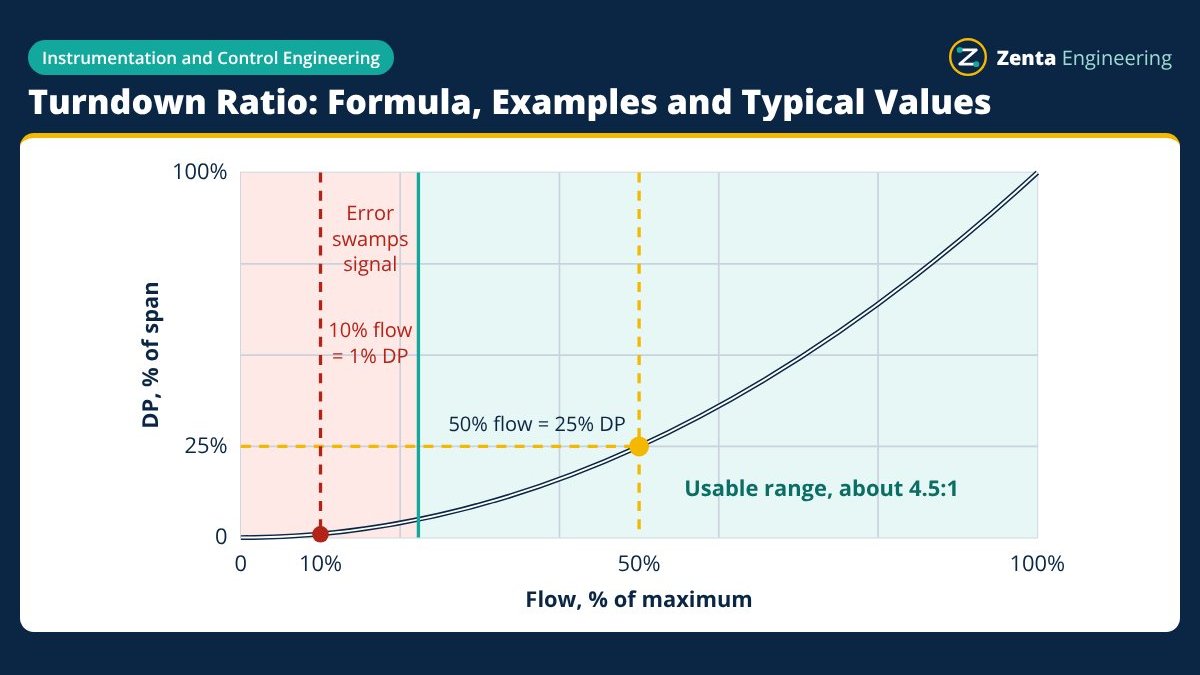 Instrumentation and Control Engineering
Z Zenta Engineering
Turndown Ratio: Formula, Examples and Typical Values
100%
Error
swamps
signal
10% flow
= 1% DP
DP, % of span
50% flow = 25% DP
25%
Usable range, about 4.5:1
0
0
10%
50%
100%
Flow, % of maximum